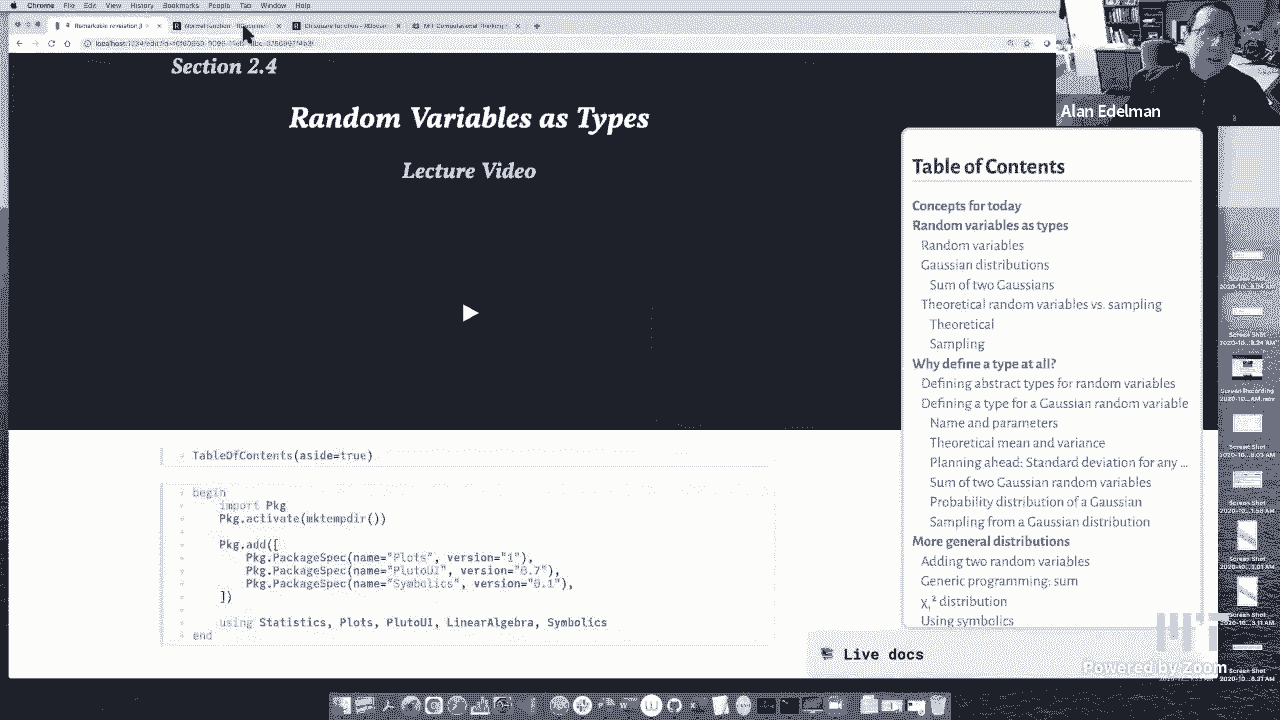 Chrome File Edit View History Bookmarks People Tab Window Help
Section 2.4
Random Variables as Types
Lecture Video
Alan Edelman
Table of Contents
Concepts for today
Random variables as types
Random variables
Gaussian distributions
Sum of two Gaussians
Theoretical random variables vs. sampling
Theoretical
Sampling
Why define a type at all?
Defining abstract types for random variables
Defining a type for a Gaussian random variable
Name and parameters
Theoretical mean and variance
Planning ahead: Standard deviation for any ...
Sum of two Gaussian random variables
Probability distribution of a Gaussian
Sampling from a Gaussian distribution
More general distributions
Adding two random variables
Generic programming: sum
χ₁² distribution
Using symbolics
TableOfContents(aside=true)
begin
import Pkg
Pkg.activate(mktempdir())
Pkg.add([
Pkg.PackageSpec(name="Plots", version="1"),
Pkg.PackageSpec(name="PlutoUI", version="0.7"),
Pkg.PackageSpec(name="Symbolics", version="0.1"),
])
using Statistics, Plots, PlutoUI, LinearAlgebra, Symbolics
end
Live docs
Powered by Zoom